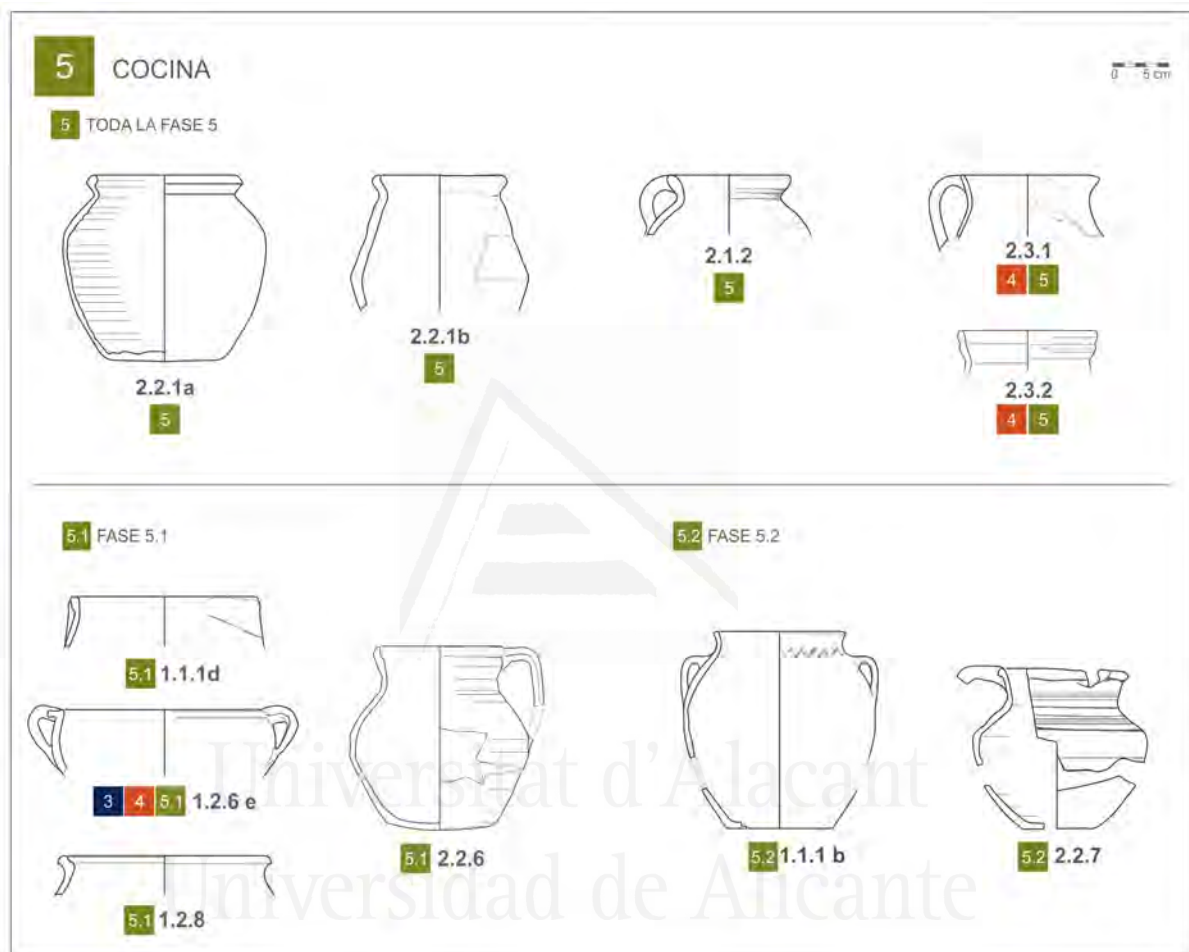 5 COCINA
0 5 cm
5 TODA LA FASE 5
2.2.1a
5
2.2.1b
5
2.1.2
5
2.3.1
4 5
2.3.2
4 5
5.1 FASE 5.1
5.1 1.1.1d
3 4 5.1 1.2.6 e
5.1 1.2.8
5.1 2.2.6
5.2 FASE 5.2
5.2 1.1.1 b
5.2 2.2.7
Universitat d'Alacant
Universidad de Alicante